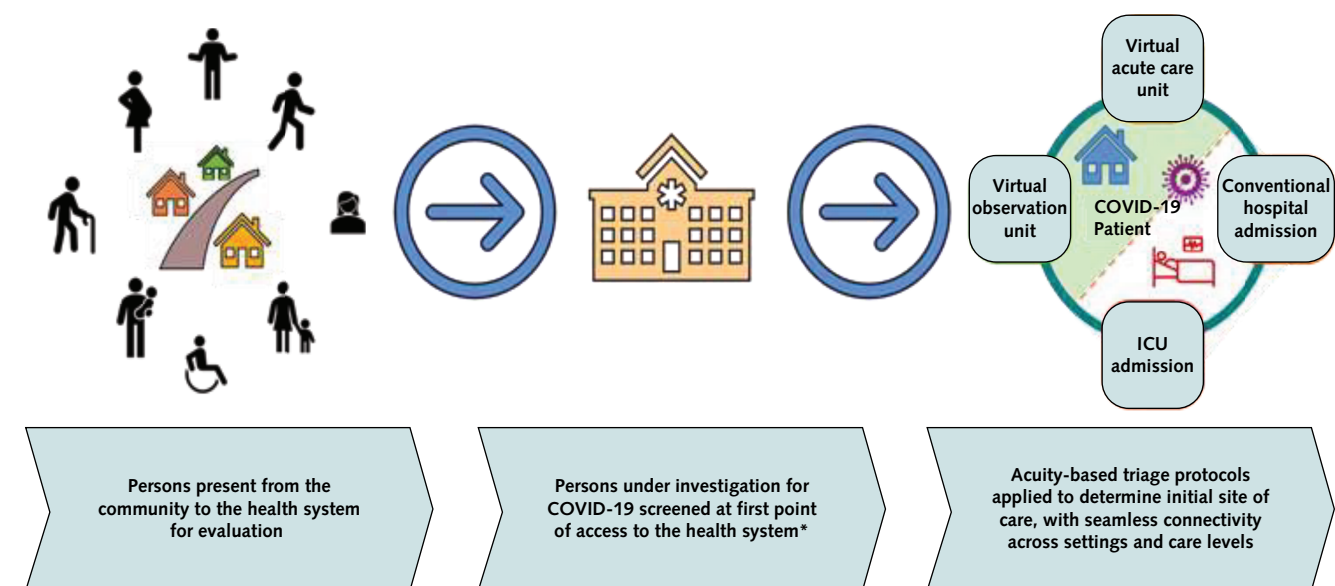 Virtual
acute care
unit
Virtual
observation
unit
COVID-19
Patient
Conventional
hospital
admission
ICU
admission
Persons present from the
community to the health system
for evaluation
Persons under investigation for
COVID-19 screened at first point
of access to the health system*
Acuity-based triage protocols
applied to determine initial site of
care, with seamless connectivity
across settings and care levels